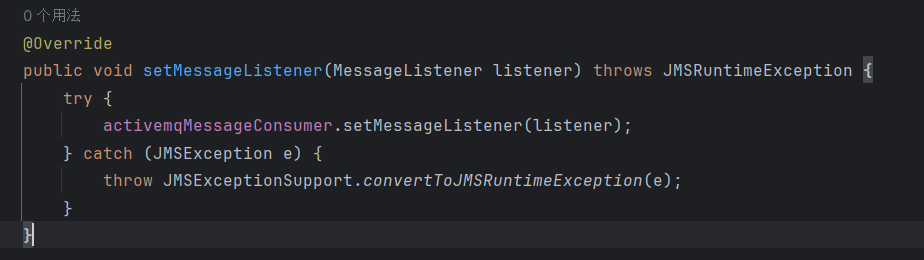 0 个用法
@Override
public void setMessageListener(MessageListener listener) throws JMSRuntimeException {
    try {
        activemqMessageConsumer.setMessageListener(listener);
    } catch (JMSException e) {
        throw JMSExceptionSupport.convertToJMSRuntimeException(e);
    }
}